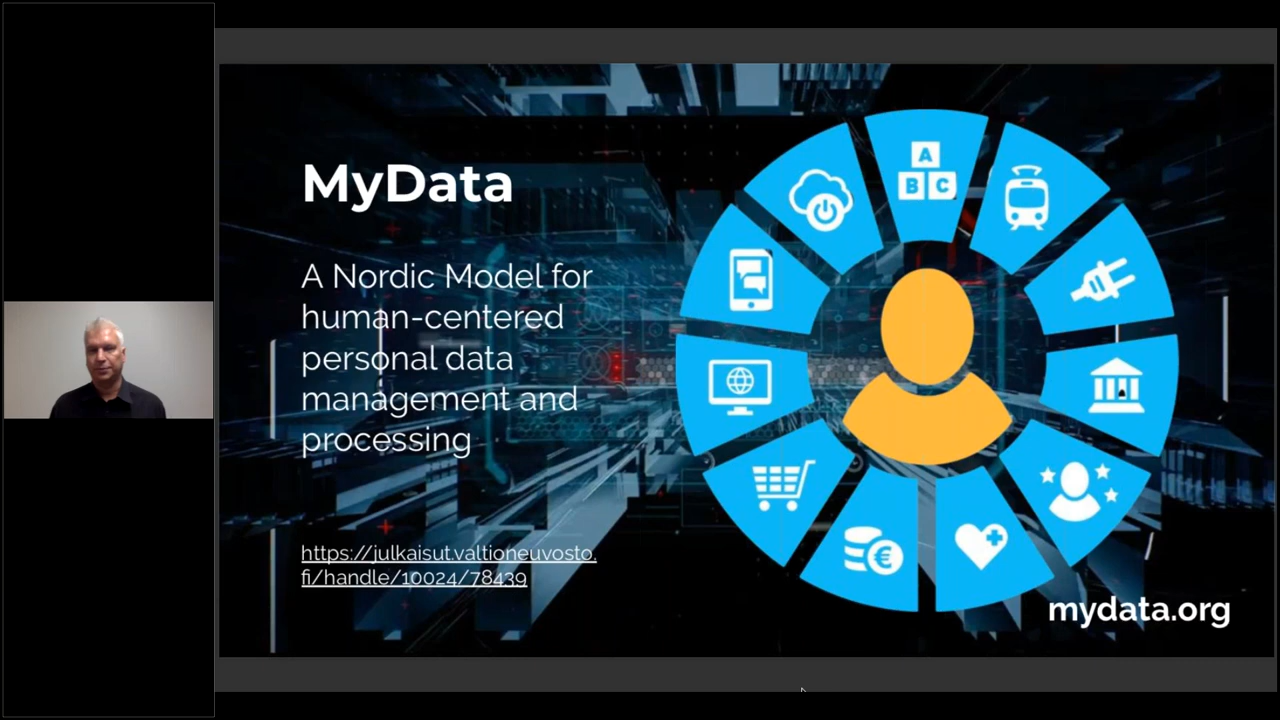 MyData
A Nordic Model for
human-centered
personal data
management and
processing
https://julkaisut.valtioneuvosto.
fi/handle/10024/78439
A
B C
mydata.org